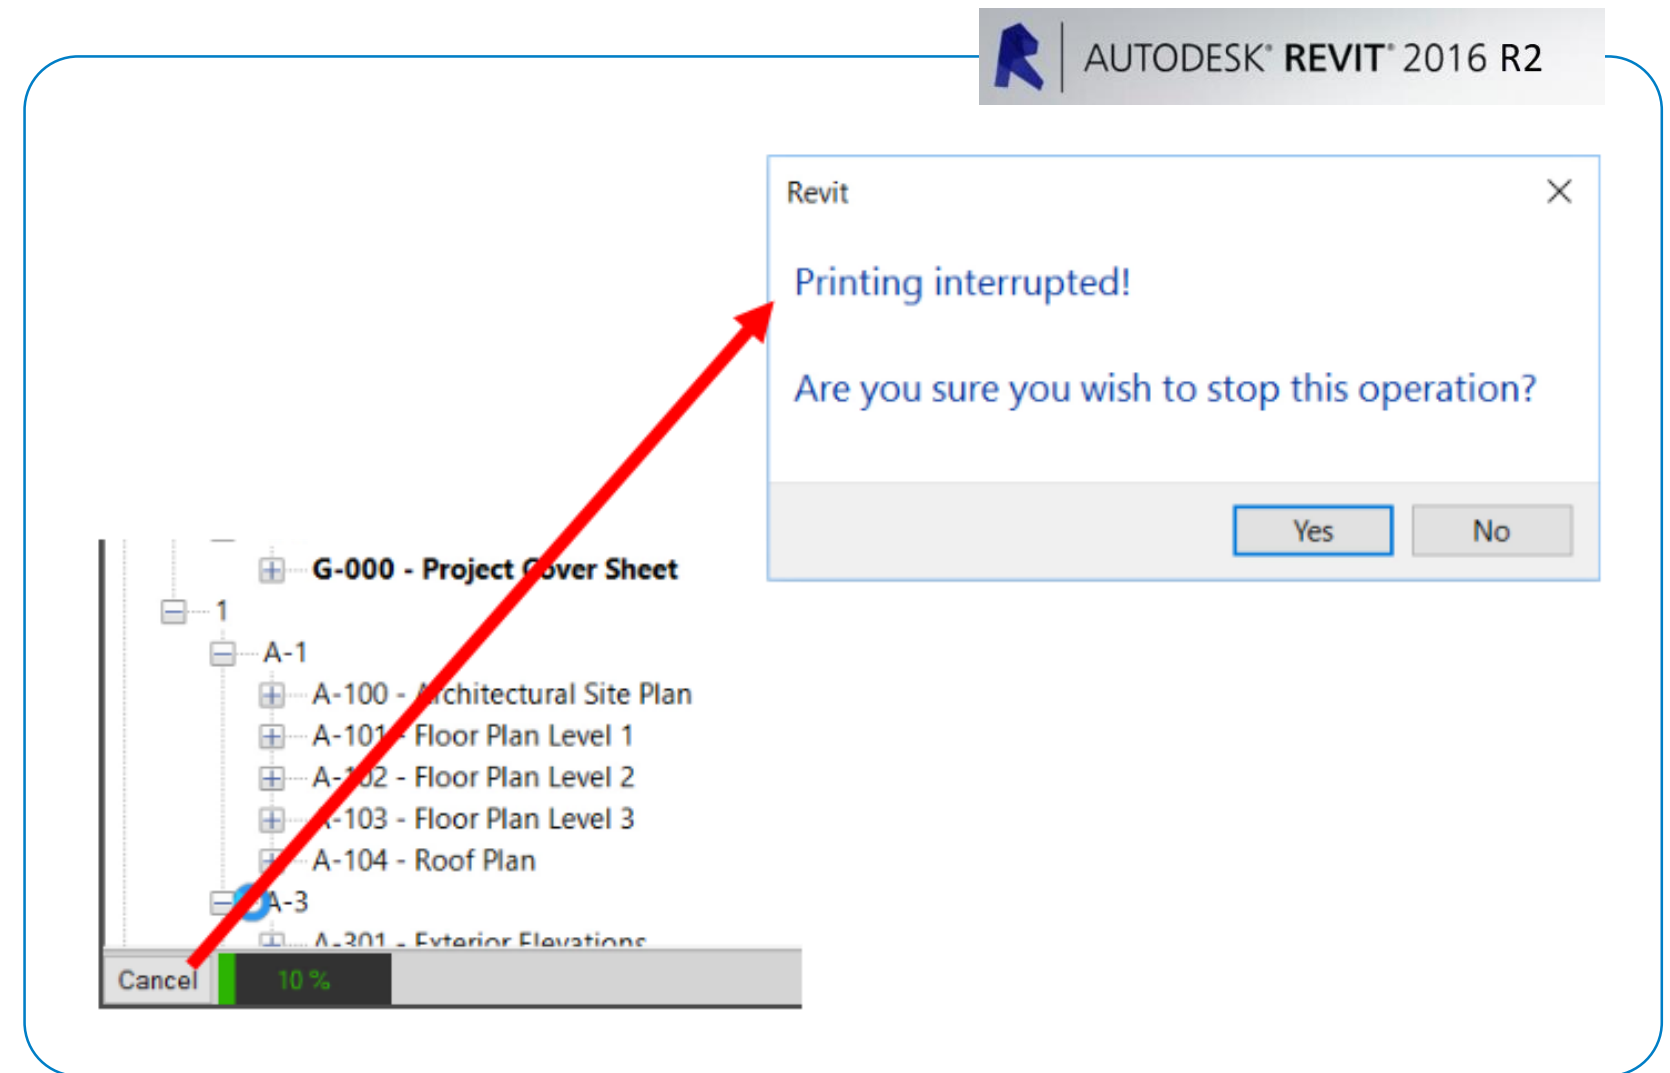 AUTODESK® REVIT® 2016 R2
Revit
Printing interrupted!
Are you sure you wish to stop this operation?
Yes No
G-000 - Project Cover Sheet
1
A-1
A-100 - Architectural Site Plan
A-101 - Floor Plan Level 1
A-102 - Floor Plan Level 2
A-103 - Floor Plan Level 3
A-104 - Roof Plan
A-3
A-301 - Exterior Elevations
Cancel 10 %